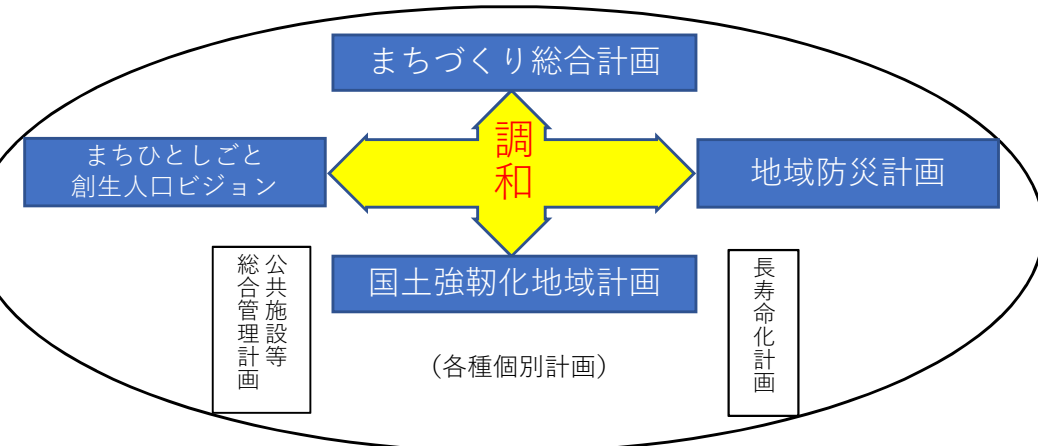 まちづくり総合計画
調
和
まちひとしごと
創生人口ビジョン
地域防災計画
国土強靭化地域計画
公共施設等
総合管理計画
長寿命化計画
(各種個別計画)